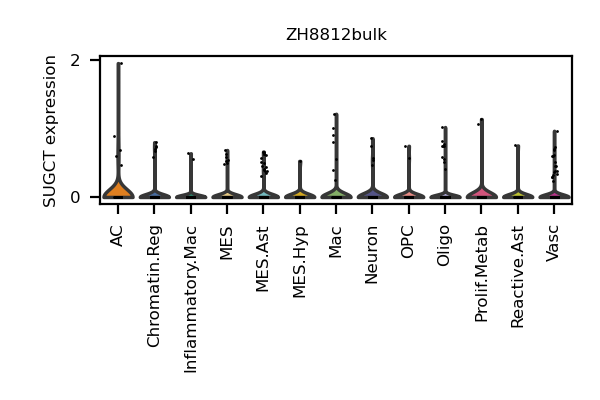 ZH8812bulk
SUGCT expression
2
0
AC
Chromatin.Reg
Inflammatory.Mac
MES
MES.Ast
MES.Hyp
Mac
Neuron
OPC
Oligo
Prolif.Metab
Reactive.Ast
Vasc